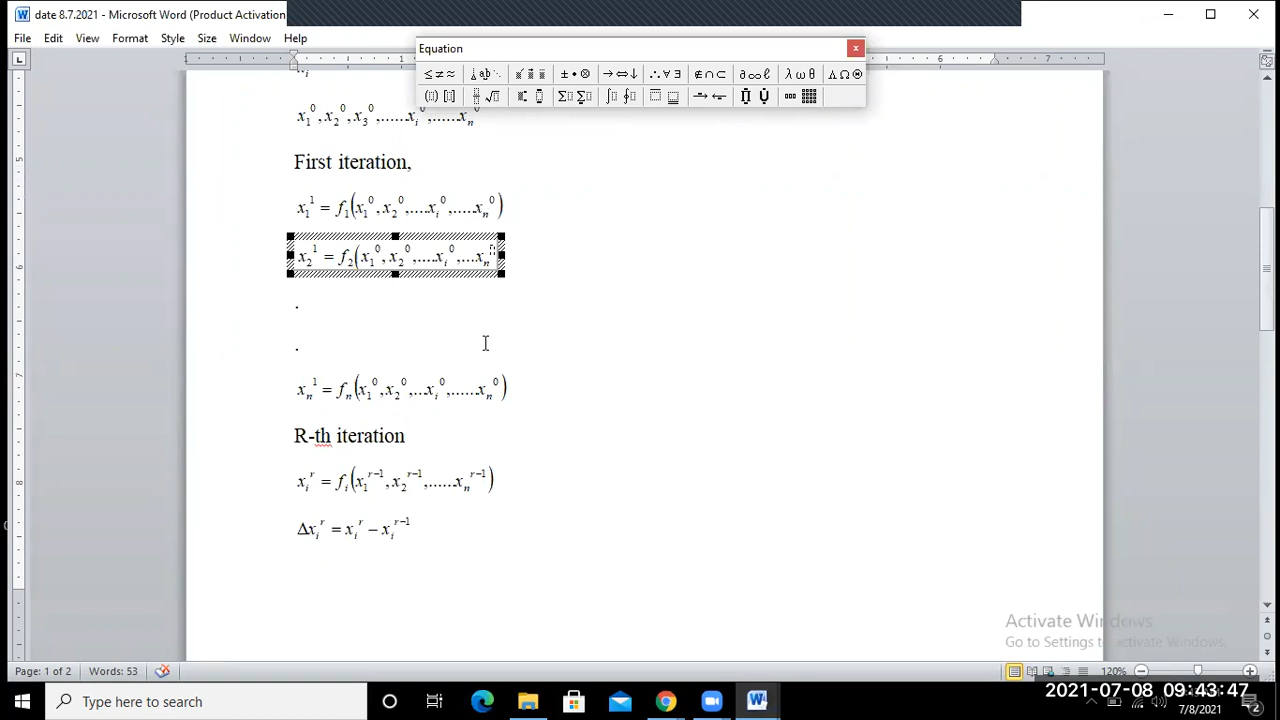 date 8.7.2021 - Microsoft Word (Product Activation
File Edit View Format Style Size Window Help
Equation
x₁⁰, x₂⁰, x₃⁰,......xᵢ⁰,......xₙ⁰
First iteration,
x₁¹ = f₁(x₁⁰, x₂⁰,....xᵢ⁰,.....xₙ⁰)
x₂¹ = f₂(x₁⁰, x₂⁰,....xᵢ⁰,...xₙ
.
.
xₙ¹ = fₙ(x₁⁰, x₂⁰,...xᵢ⁰,......xₙ⁰)
R-th iteration
xᵢʳ = fᵢ(x₁ʳ⁻¹, x₂ʳ⁻¹,......xₙʳ⁻¹)
Δxᵢʳ = xᵢʳ − xᵢʳ⁻¹
Activate Windows
Go to Settings to activate Windows.
Page: 1 of 2 Words: 53 120%
Type here to search
2021-07-08 09:43:47
7/8/2021